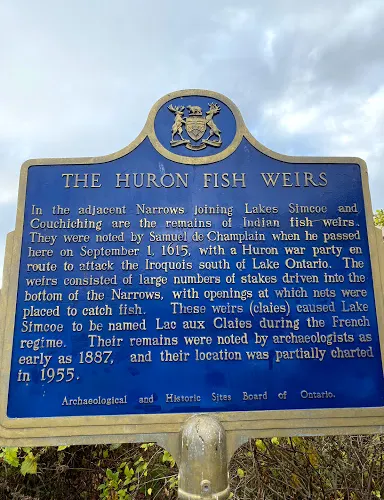 THE HURON FISH WEIRS
In the adjacent Narrows joining Lakes Simcoe and
Couchiching are the remains of Indian fish-weirs.
They were noted by Samuel de Champlain when he passed
here on September 1, 1615, with a Huron war party en
route to attack the Iroquois south of Lake Ontario. The
weirs consisted of large numbers of stakes driven into the
bottom of the Narrows, with openings at which nets were
placed to catch fish. These weirs (claies) caused Lake
Simcoe to be named Lac aux Claies during the French
regime. Their remains were noted by archaeologists as
early as 1887, and their location was partially charted
in 1955.
Archaeological and Historic Sites Board of Ontario.